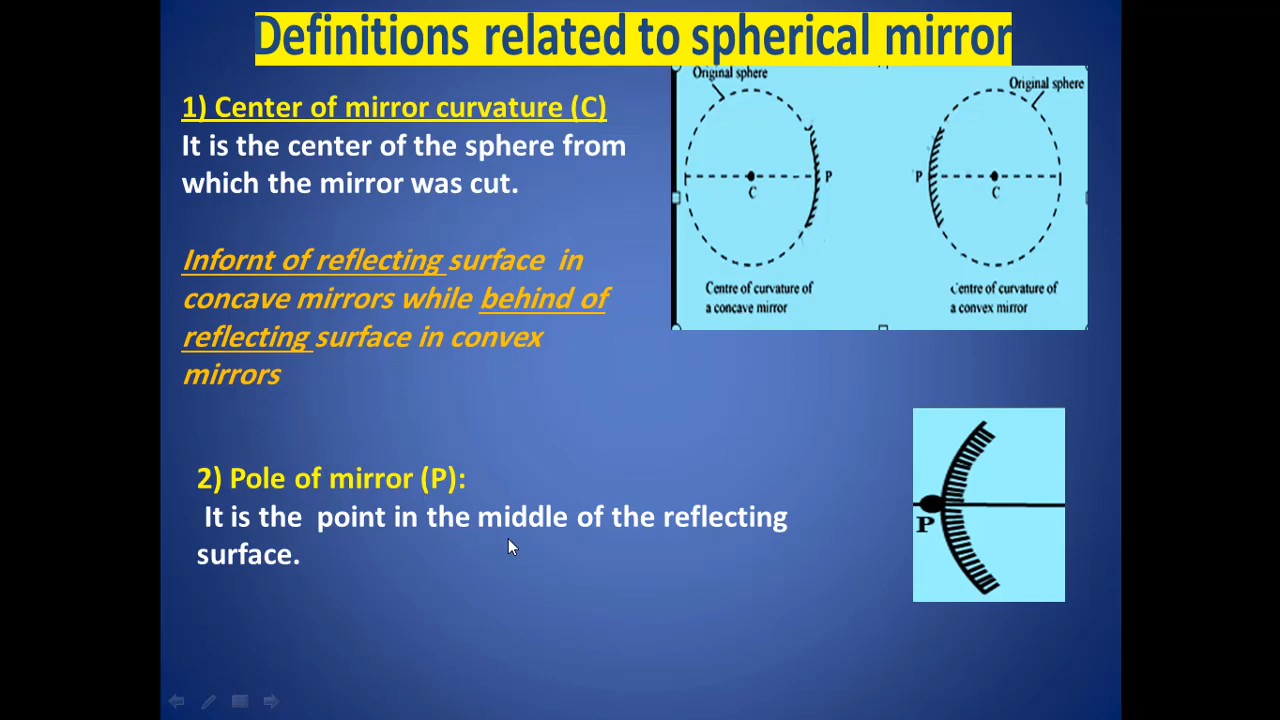 Definitions related to spherical mirror
1) Center of mirror curvature (C)
It is the center of the sphere from
which the mirror was cut.
Infornt of reflecting surface in
concave mirrors while behind of
reflecting surface in convex
mirrors
Original sphere
C
P
Centre of curvature of
a concave mirror
Original sphere
P
C
Centre of curvature of
a convex mirror
2) Pole of mirror (P):
It is the point in the middle of the reflecting
surface.
P